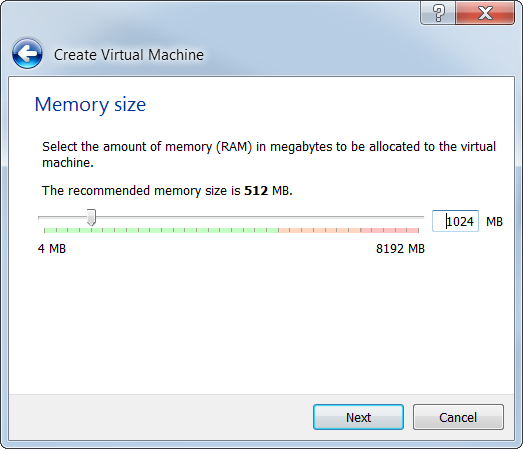 ?
X
Create Virtual Machine
Memory size
Select the amount of memory (RAM) in megabytes to be allocated to the virtual
machine.
The recommended memory size is 512 MB.
1024 MB
4 MB 8192 MB
Next Cancel